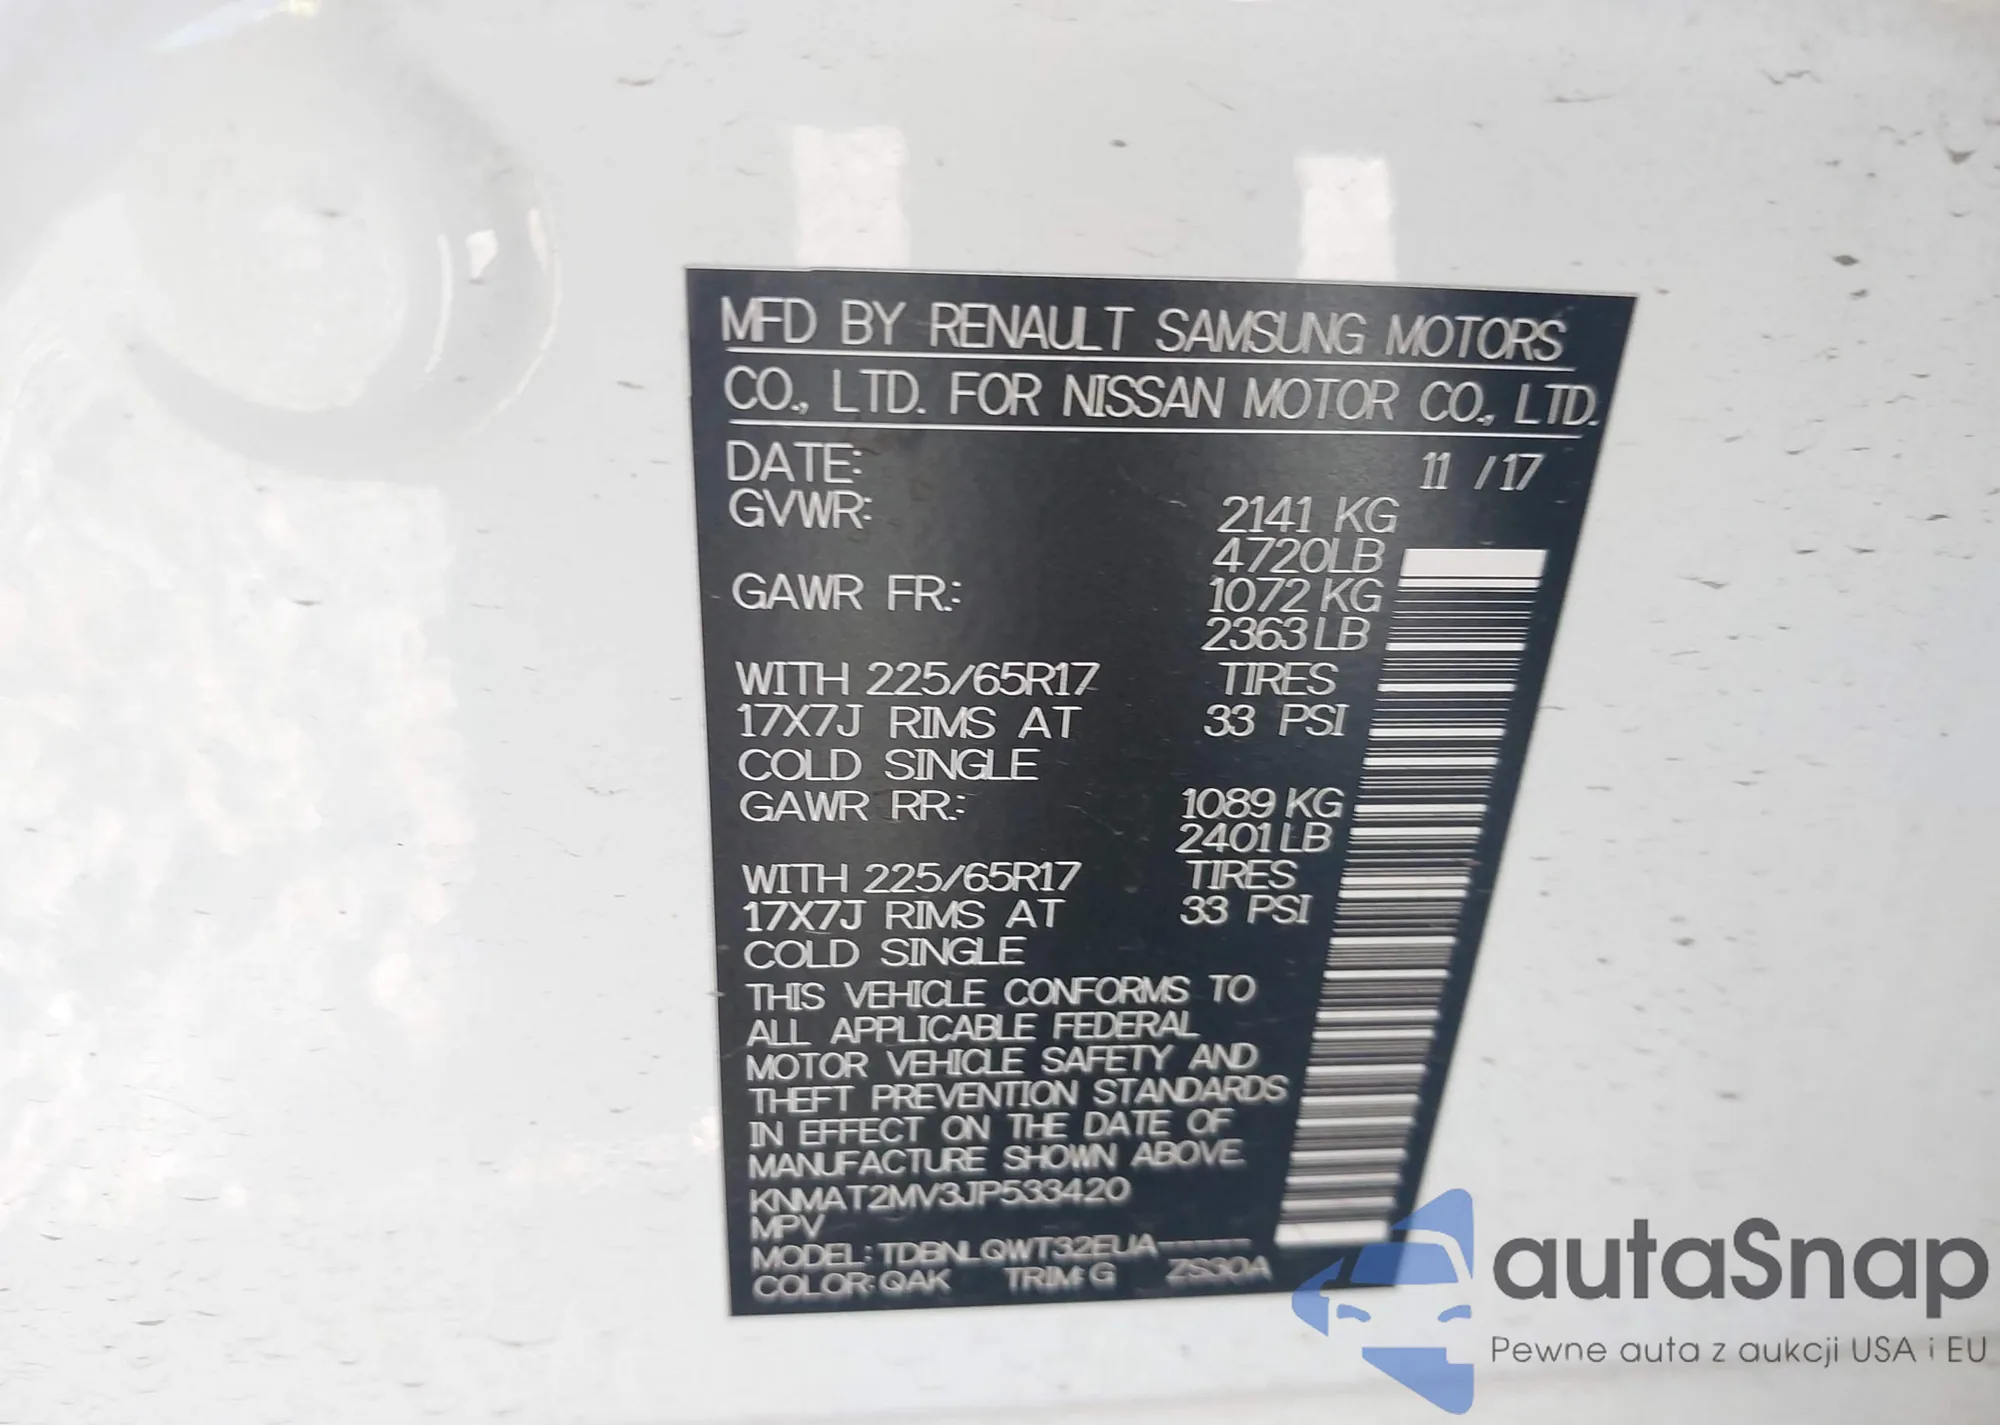 MFD BY RENAULT SAMSUNG MOTORS
CO., LTD. FOR NISSAN MOTOR CO., LTD.
DATE: 11 /17
GVWR: 2141 KG
4720LB
GAWR FR.: 1072 KG
2363 LB
WITH 225/65R17 TIRES
17X7J RIMS AT 33 PSI
COLD SINGLE
GAWR RR.: 1089 KG
2401 LB
WITH 225/65R17 TIRES
17X7J RIMS AT 33 PSI
COLD SINGLE
THIS VEHICLE CONFORMS TO
ALL APPLICABLE FEDERAL
MOTOR VEHICLE SAFETY AND
THEFT PREVENTION STANDARDS
IN EFFECT ON THE DATE OF
MANUFACTURE SHOWN ABOVE.
KNMAT2MV3JP533420
MPV
MODEL: TDBNLQWT32EUA------
COLOR: QAK TRIM: G ZS30A
autaSnap
Pewne auta z aukcji USA i EU